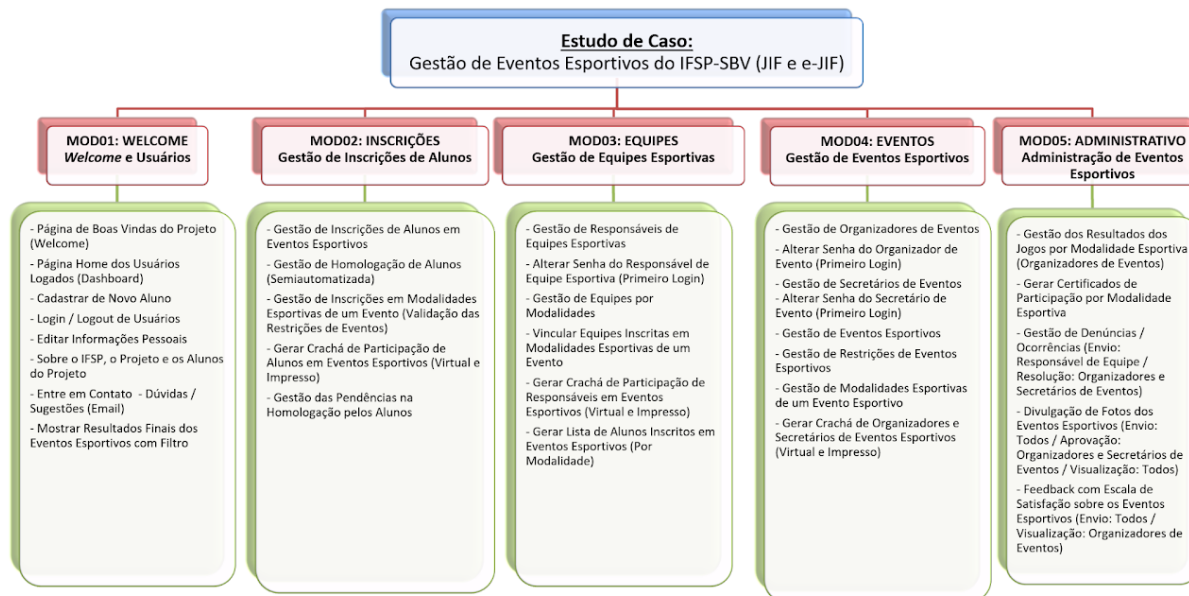 Estudo de Caso:
Gestão de Eventos Esportivos do IFSP-SBV (JIF e e-JIF)
MOD01: WELCOME
Welcome e Usuários
- Página de Boas Vindas do Projeto
(Welcome)
- Página Home dos Usuários
Logados (Dashboard)
- Cadastrar de Novo Aluno
- Login / Logout de Usuários
- Editar Informações Pessoais
- Sobre o IFSP, o Projeto e os Alunos
do Projeto
- Entre em Contato - Dúvidas /
Sugestões (Email)
- Mostrar Resultados Finais dos
Eventos Esportivos com Filtro
MOD02: INSCRIÇÕES
Gestão de Inscrições de Alunos
- Gestão de Inscrições de Alunos em
Eventos Esportivos
- Gestão de Homologação de Alunos
(Semiautomatizada)
- Gestão de Inscrições em Modalidades
Esportivas de um Evento (Validação das
Restrições de Eventos)
- Gerar Crachá de Participação de
Alunos em Eventos Esportivos (Virtual e
Impresso)
- Gestão das Pendências na
Homologação pelos Alunos
MOD03: EQUIPES
Gestão de Equipes Esportivas
- Gestão de Responsáveis de
Equipes Esportivas
- Alterar Senha do Responsável de
Equipe Esportiva (Primeiro Login)
- Gestão de Equipes por
Modalidades
- Vincular Equipes Inscritas em
Modalidades Esportivas de um
Evento
- Gerar Crachá de Participação de
Responsáveis em Eventos
Esportivos (Virtual e Impresso)
- Gerar Lista de Alunos Inscritos em
Eventos Esportivos (Por
Modalidade)
MOD04: EVENTOS
Gestão de Eventos Esportivos
- Gestão de Organizadores de Eventos
- Alterar Senha do Organizador de
Evento (Primeiro Login)
- Gestão de Secretários de Eventos
- Alterar Senha do Secretário de
Evento (Primeiro Login)
- Gestão de Eventos Esportivos
- Gestão de Restrições de Eventos
Esportivos
- Gestão de Modalidades Esportivas
de um Evento Esportivo
- Gerar Crachá de Organizadores e
Secretários de Eventos Esportivos
(Virtual e Impresso)
MOD05: ADMINISTRATIVO
Administração de Eventos
Esportivos
- Gestão dos Resultados dos
Jogos por Modalidade Esportiva
(Organizadores de Eventos)
- Gerar Certificados de
Participação por Modalidade
Esportiva
- Gestão de Denúncias /
Ocorrências (Envio:
Responsável de Equipe /
Resolução: Organizadores e
Secretários de Eventos)
- Divulgação de Fotos dos
Eventos Esportivos (Envio:
Todos / Aprovação:
Organizadores e Secretários de
Eventos / Visualização: Todos)
- Feedback com Escala de
Satisfação sobre os Eventos
Esportivos (Envio: Todos /
Visualização: Organizadores de
Eventos)